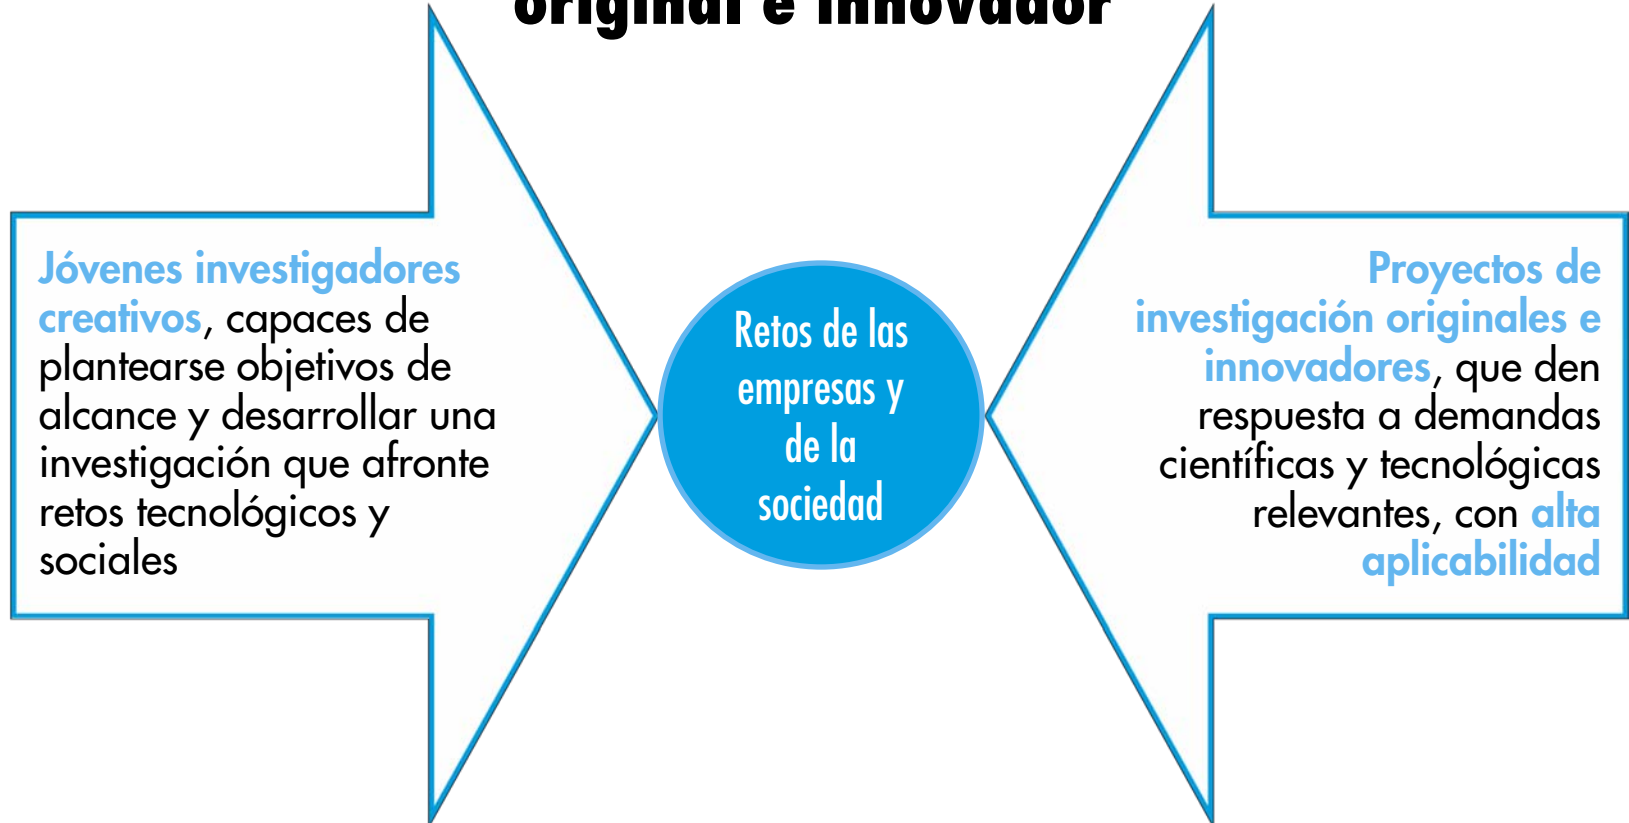 original e innovador
Jóvenes investigadores
creativos, capaces de
plantearse objetivos de
alcance y desarrollar una
investigación que afronte
retos tecnológicos y
sociales
Retos de las
empresas y
de la
sociedad
Proyectos de
investigación originales e
innovadores, que den
respuesta a demandas
científicas y tecnológicas
relevantes, con alta
aplicabilidad